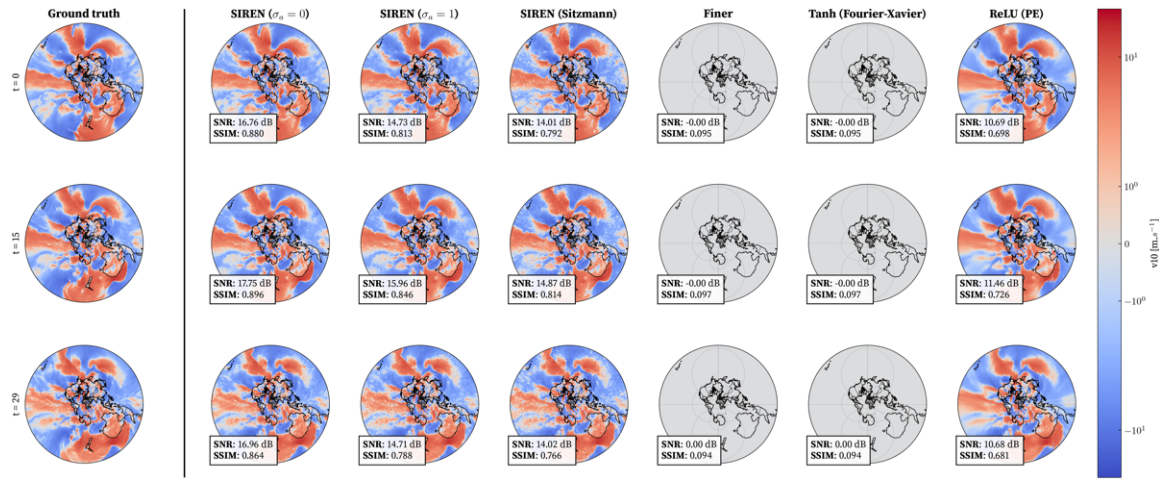 Ground truth
SIREN (σₐ = 0)
SIREN (σₐ = 1)
SIREN (Sitzmann)
Finer
Tanh (Fourier-Xavier)
ReLU (PE)
t = 0
SNR: 16.76 dB
SSIM: 0.880
SNR: 14.73 dB
SSIM: 0.813
SNR: 14.01 dB
SSIM: 0.792
SNR: -0.00 dB
SSIM: 0.095
SNR: -0.00 dB
SSIM: 0.095
SNR: 10.69 dB
SSIM: 0.698
t = 15
SNR: 17.75 dB
SSIM: 0.896
SNR: 15.96 dB
SSIM: 0.846
SNR: 14.87 dB
SSIM: 0.814
SNR: -0.00 dB
SSIM: 0.097
SNR: -0.00 dB
SSIM: 0.097
SNR: 11.46 dB
SSIM: 0.726
t = 29
SNR: 16.96 dB
SSIM: 0.864
SNR: 14.71 dB
SSIM: 0.788
SNR: 14.02 dB
SSIM: 0.766
SNR: 0.00 dB
SSIM: 0.094
SNR: 0.00 dB
SSIM: 0.094
SNR: 10.68 dB
SSIM: 0.681
10¹
10⁰
0
−10⁰
−10¹
v10 [m.s⁻¹]